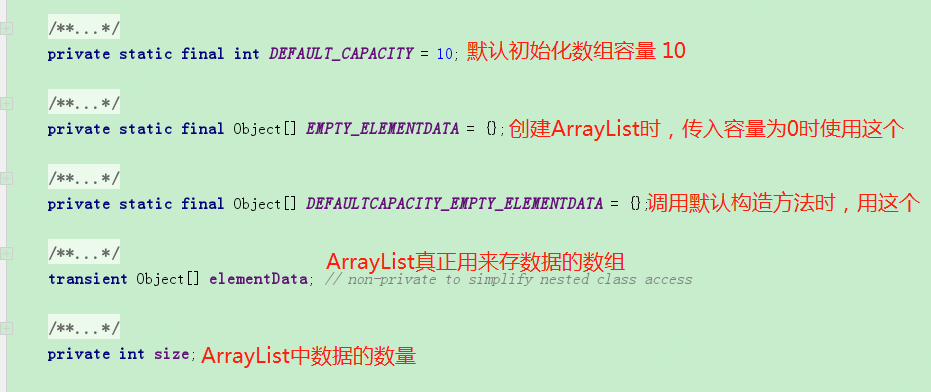 /**...*/
private static final int DEFAULT_CAPACITY = 10; 默认初始化数组容量 10
/**...*/
private static final Object[] EMPTY_ELEMENTDATA = {}; 创建ArrayList时，传入容量为0时使用这个
/**...*/
private static final Object[] DEFAULTCAPACITY_EMPTY_ELEMENTDATA = {}; 调用默认构造方法时，用这个
/**...*/
ArrayList真正用来存数据的数组
transient Object[] elementData; // non-private to simplify nested class access
/**...*/
private int size; ArrayList中数据的数量